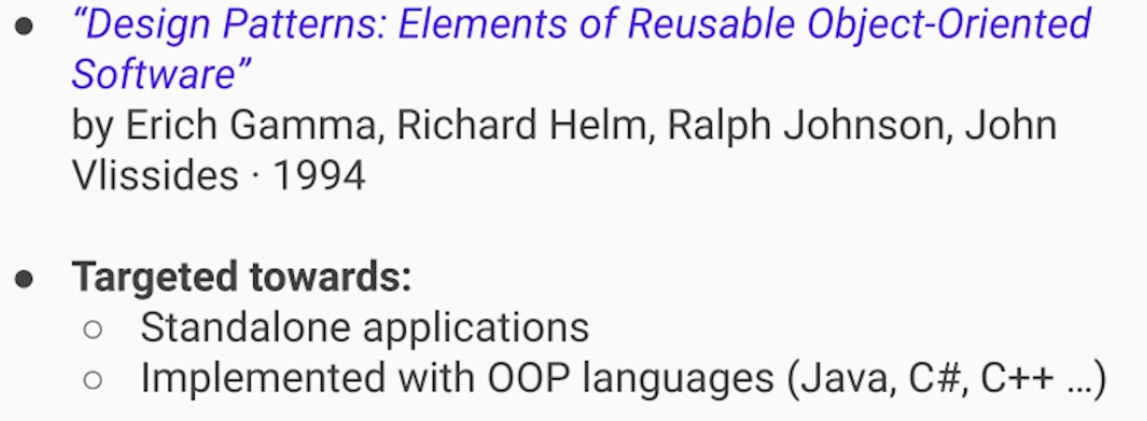 ● “Design Patterns: Elements of Reusable Object-Oriented
Software”
by Erich Gamma, Richard Helm, Ralph Johnson, John
Vlissides · 1994
● Targeted towards:
○ Standalone applications
○ Implemented with OOP languages (Java, C#, C++ ...)